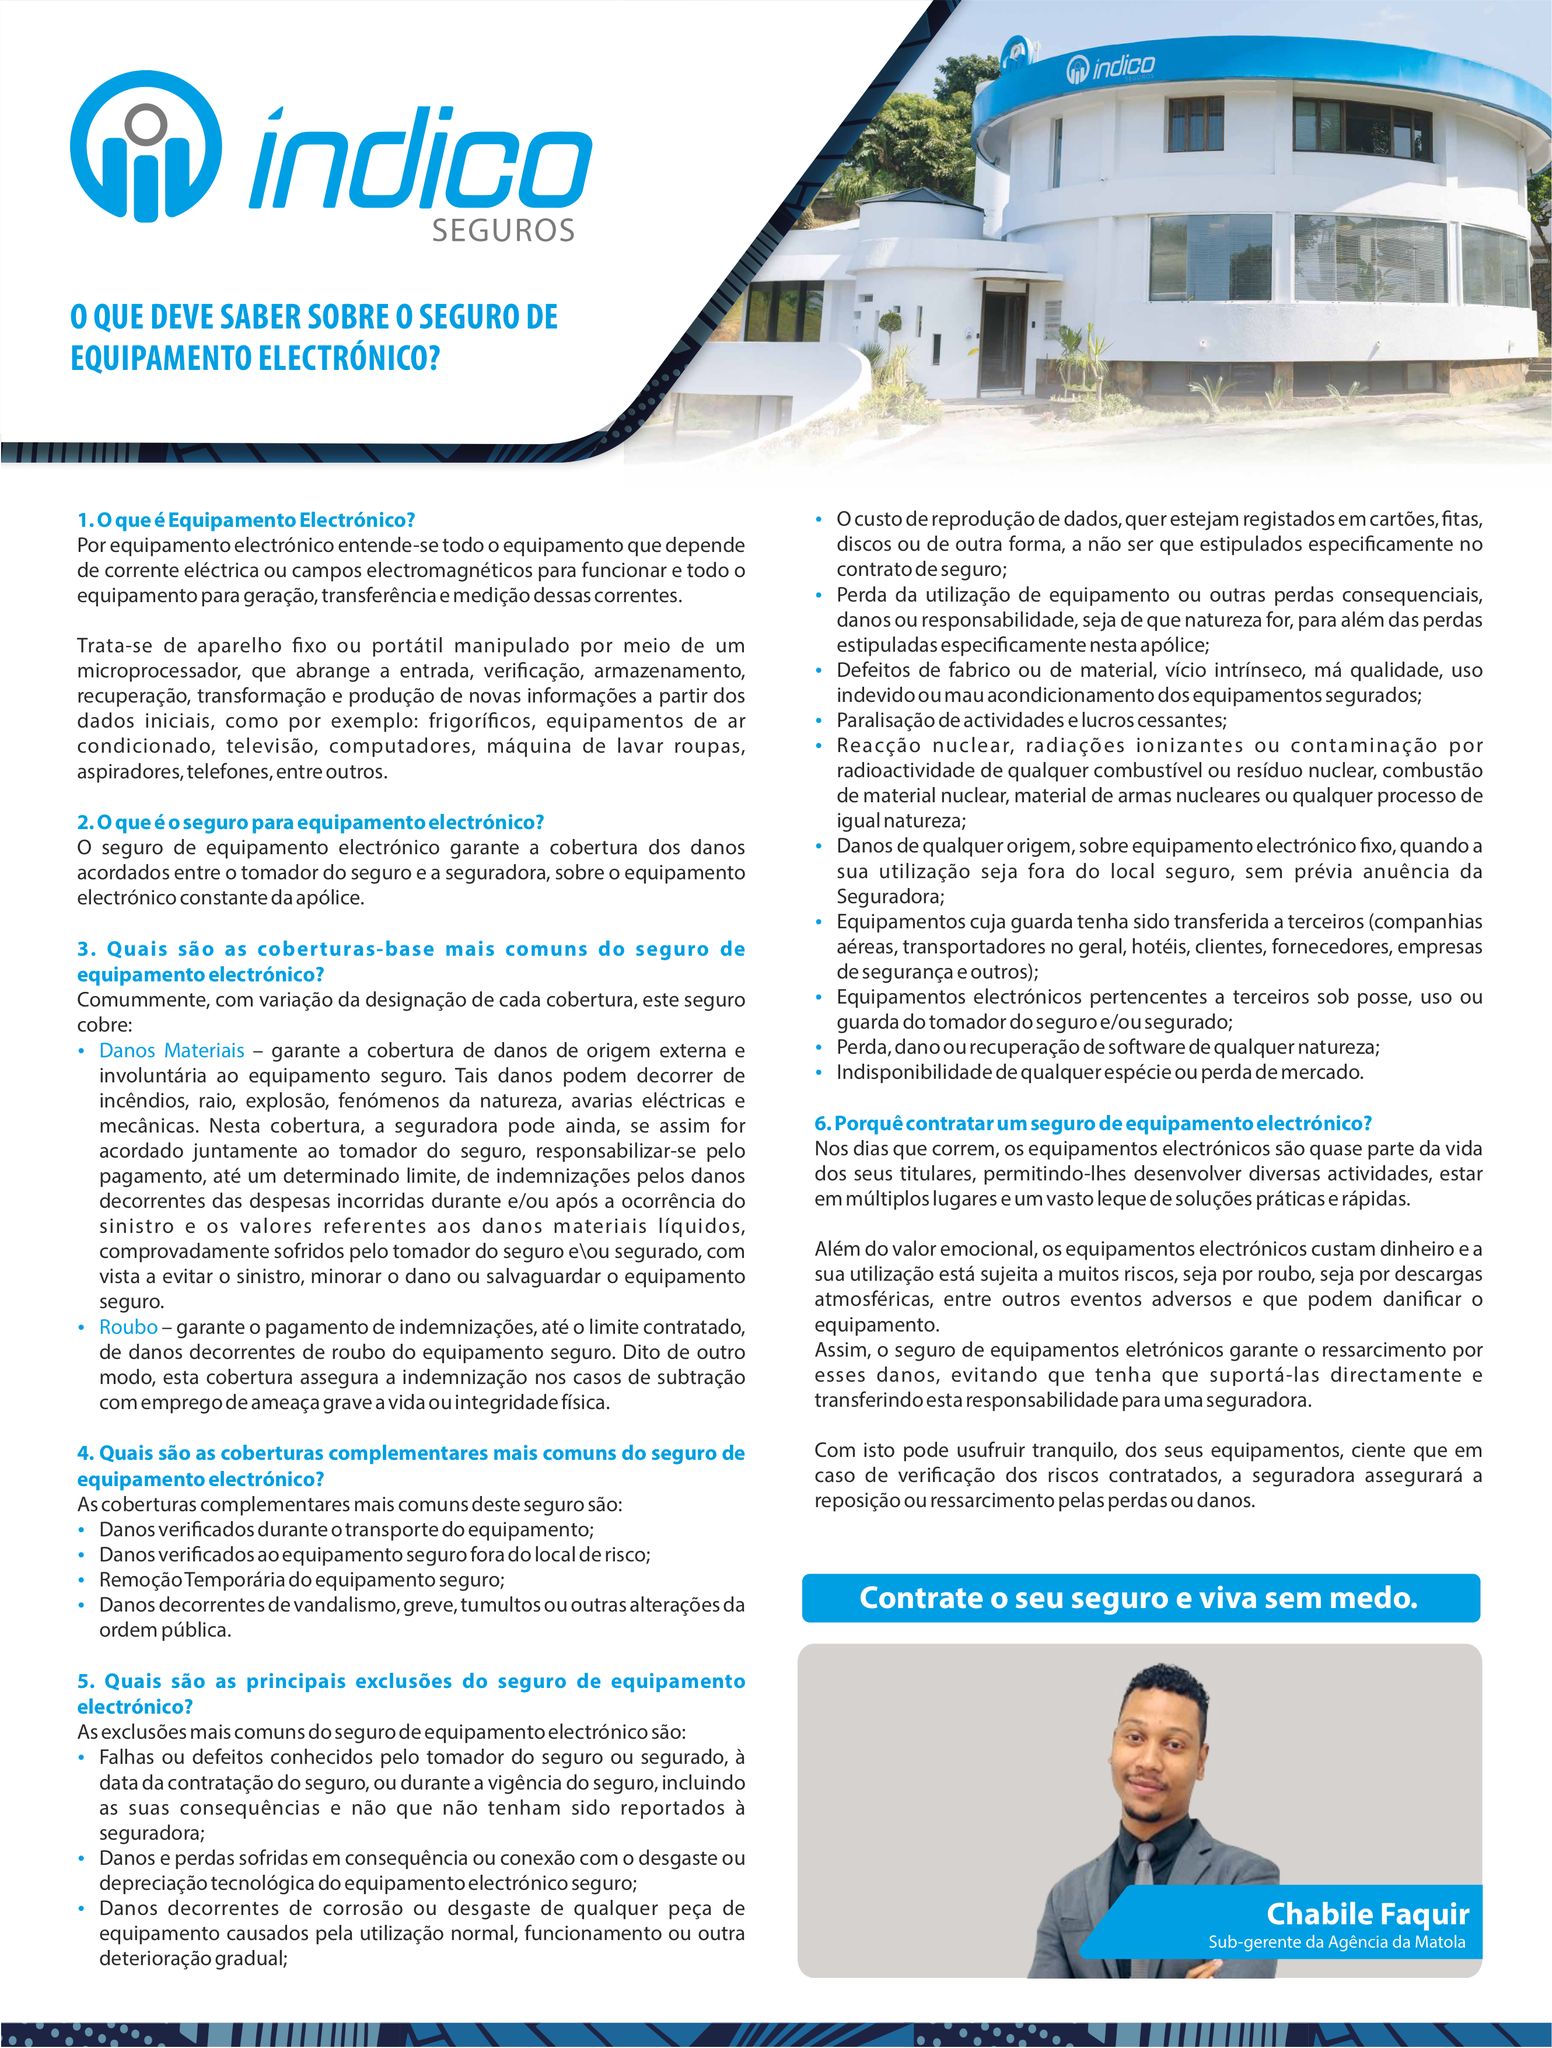 índico
SEGUROS
índico
SEGUROS
O QUE DEVE SABER SOBRE O SEGURO DE
EQUIPAMENTO ELECTRÓNICO?
1. O que é Equipamento Electrónico?
Por equipamento electrónico entende-se todo o equipamento que depende
de corrente eléctrica ou campos electromagnéticos para funcionar e todo o
equipamento para geração, transferência e medição dessas correntes.
Trata-se de aparelho fixo ou portátil manipulado por meio de um
microprocessador, que abrange a entrada, verificação, armazenamento,
recuperação, transformação e produção de novas informações a partir dos
dados iniciais, como por exemplo: frigoríficos, equipamentos de ar
condicionado, televisão, computadores, máquina de lavar roupas,
aspiradores, telefones, entre outros.
2. O que é o seguro para equipamento electrónico?
O seguro de equipamento electrónico garante a cobertura dos danos
acordados entre o tomador do seguro e a seguradora, sobre o equipamento
electrónico constante da apólice.
3. Quais são as coberturas-base mais comuns do seguro de
equipamento electrónico?
Comummente, com variação da designação de cada cobertura, este seguro
cobre:
• Danos Materiais – garante a cobertura de danos de origem externa e
involuntária ao equipamento seguro. Tais danos podem decorrer de
incêndios, raio, explosão, fenómenos da natureza, avarias eléctricas e
mecânicas. Nesta cobertura, a seguradora pode ainda, se assim for
acordado juntamente ao tomador do seguro, responsabilizar-se pelo
pagamento, até um determinado limite, de indemnizações pelos danos
decorrentes das despesas incorridas durante e/ou após a ocorrência do
sinistro e os valores referentes aos danos materiais líquidos,
comprovadamente sofridos pelo tomador do seguro e\ou segurado, com
vista a evitar o sinistro, minorar o dano ou salvaguardar o equipamento
seguro.
• Roubo – garante o pagamento de indemnizações, até o limite contratado,
de danos decorrentes de roubo do equipamento seguro. Dito de outro
modo, esta cobertura assegura a indemnização nos casos de subtração
com emprego de ameaça grave a vida ou integridade física.
4. Quais são as coberturas complementares mais comuns do seguro de
equipamento electrónico?
As coberturas complementares mais comuns deste seguro são:
• Danos verificados durante o transporte do equipamento;
• Danos verificados ao equipamento seguro fora do local de risco;
• Remoção Temporária do equipamento seguro;
• Danos decorrentes de vandalismo, greve, tumultos ou outras alterações da
ordem pública.
5. Quais são as principais exclusões do seguro de equipamento
electrónico?
As exclusões mais comuns do seguro de equipamento electrónico são:
• Falhas ou defeitos conhecidos pelo tomador do seguro ou segurado, à
data da contratação do seguro, ou durante a vigência do seguro, incluindo
as suas consequências e não que não tenham sido reportados à
seguradora;
• Danos e perdas sofridas em consequência ou conexão com o desgaste ou
depreciação tecnológica do equipamento electrónico seguro;
• Danos decorrentes de corrosão ou desgaste de qualquer peça de
equipamento causados pela utilização normal, funcionamento ou outra
deterioração gradual;
• O custo de reprodução de dados, quer estejam registados em cartões, fitas,
discos ou de outra forma, a não ser que estipulados especificamente no
contrato de seguro;
• Perda da utilização de equipamento ou outras perdas consequenciais,
danos ou responsabilidade, seja de que natureza for, para além das perdas
estipuladas especificamente nesta apólice;
• Defeitos de fabrico ou de material, vício intrínseco, má qualidade, uso
indevido ou mau acondicionamento dos equipamentos segurados;
• Paralisação de actividades e lucros cessantes;
• Reacção nuclear, radiações ionizantes ou contaminação por
radioactividade de qualquer combustível ou resíduo nuclear, combustão
de material nuclear, material de armas nucleares ou qualquer processo de
igual natureza;
• Danos de qualquer origem, sobre equipamento electrónico fixo, quando a
sua utilização seja fora do local seguro, sem prévia anuência da
Seguradora;
• Equipamentos cuja guarda tenha sido transferida a terceiros (companhias
aéreas, transportadores no geral, hotéis, clientes, fornecedores, empresas
de segurança e outros);
• Equipamentos electrónicos pertencentes a terceiros sob posse, uso ou
guarda do tomador do seguro e/ou segurado;
• Perda, dano ou recuperação de software de qualquer natureza;
• Indisponibilidade de qualquer espécie ou perda de mercado.
6. Porquê contratar um seguro de equipamento electrónico?
Nos dias que correm, os equipamentos electrónicos são quase parte da vida
dos seus titulares, permitindo-lhes desenvolver diversas actividades, estar
em múltiplos lugares e um vasto leque de soluções práticas e rápidas.
Além do valor emocional, os equipamentos electrónicos custam dinheiro e a
sua utilização está sujeita a muitos riscos, seja por roubo, seja por descargas
atmosféricas, entre outros eventos adversos e que podem danificar o
equipamento.
Assim, o seguro de equipamentos eletrónicos garante o ressarcimento por
esses danos, evitando que tenha que suportá-las directamente e
transferindo esta responsabilidade para uma seguradora.
Com isto pode usufruir tranquilo, dos seus equipamentos, ciente que em
caso de verificação dos riscos contratados, a seguradora assegurará a
reposição ou ressarcimento pelas perdas ou danos.
Contrate o seu seguro e viva sem medo.
Chabile Faquir
Sub-gerente da Agência da Matola